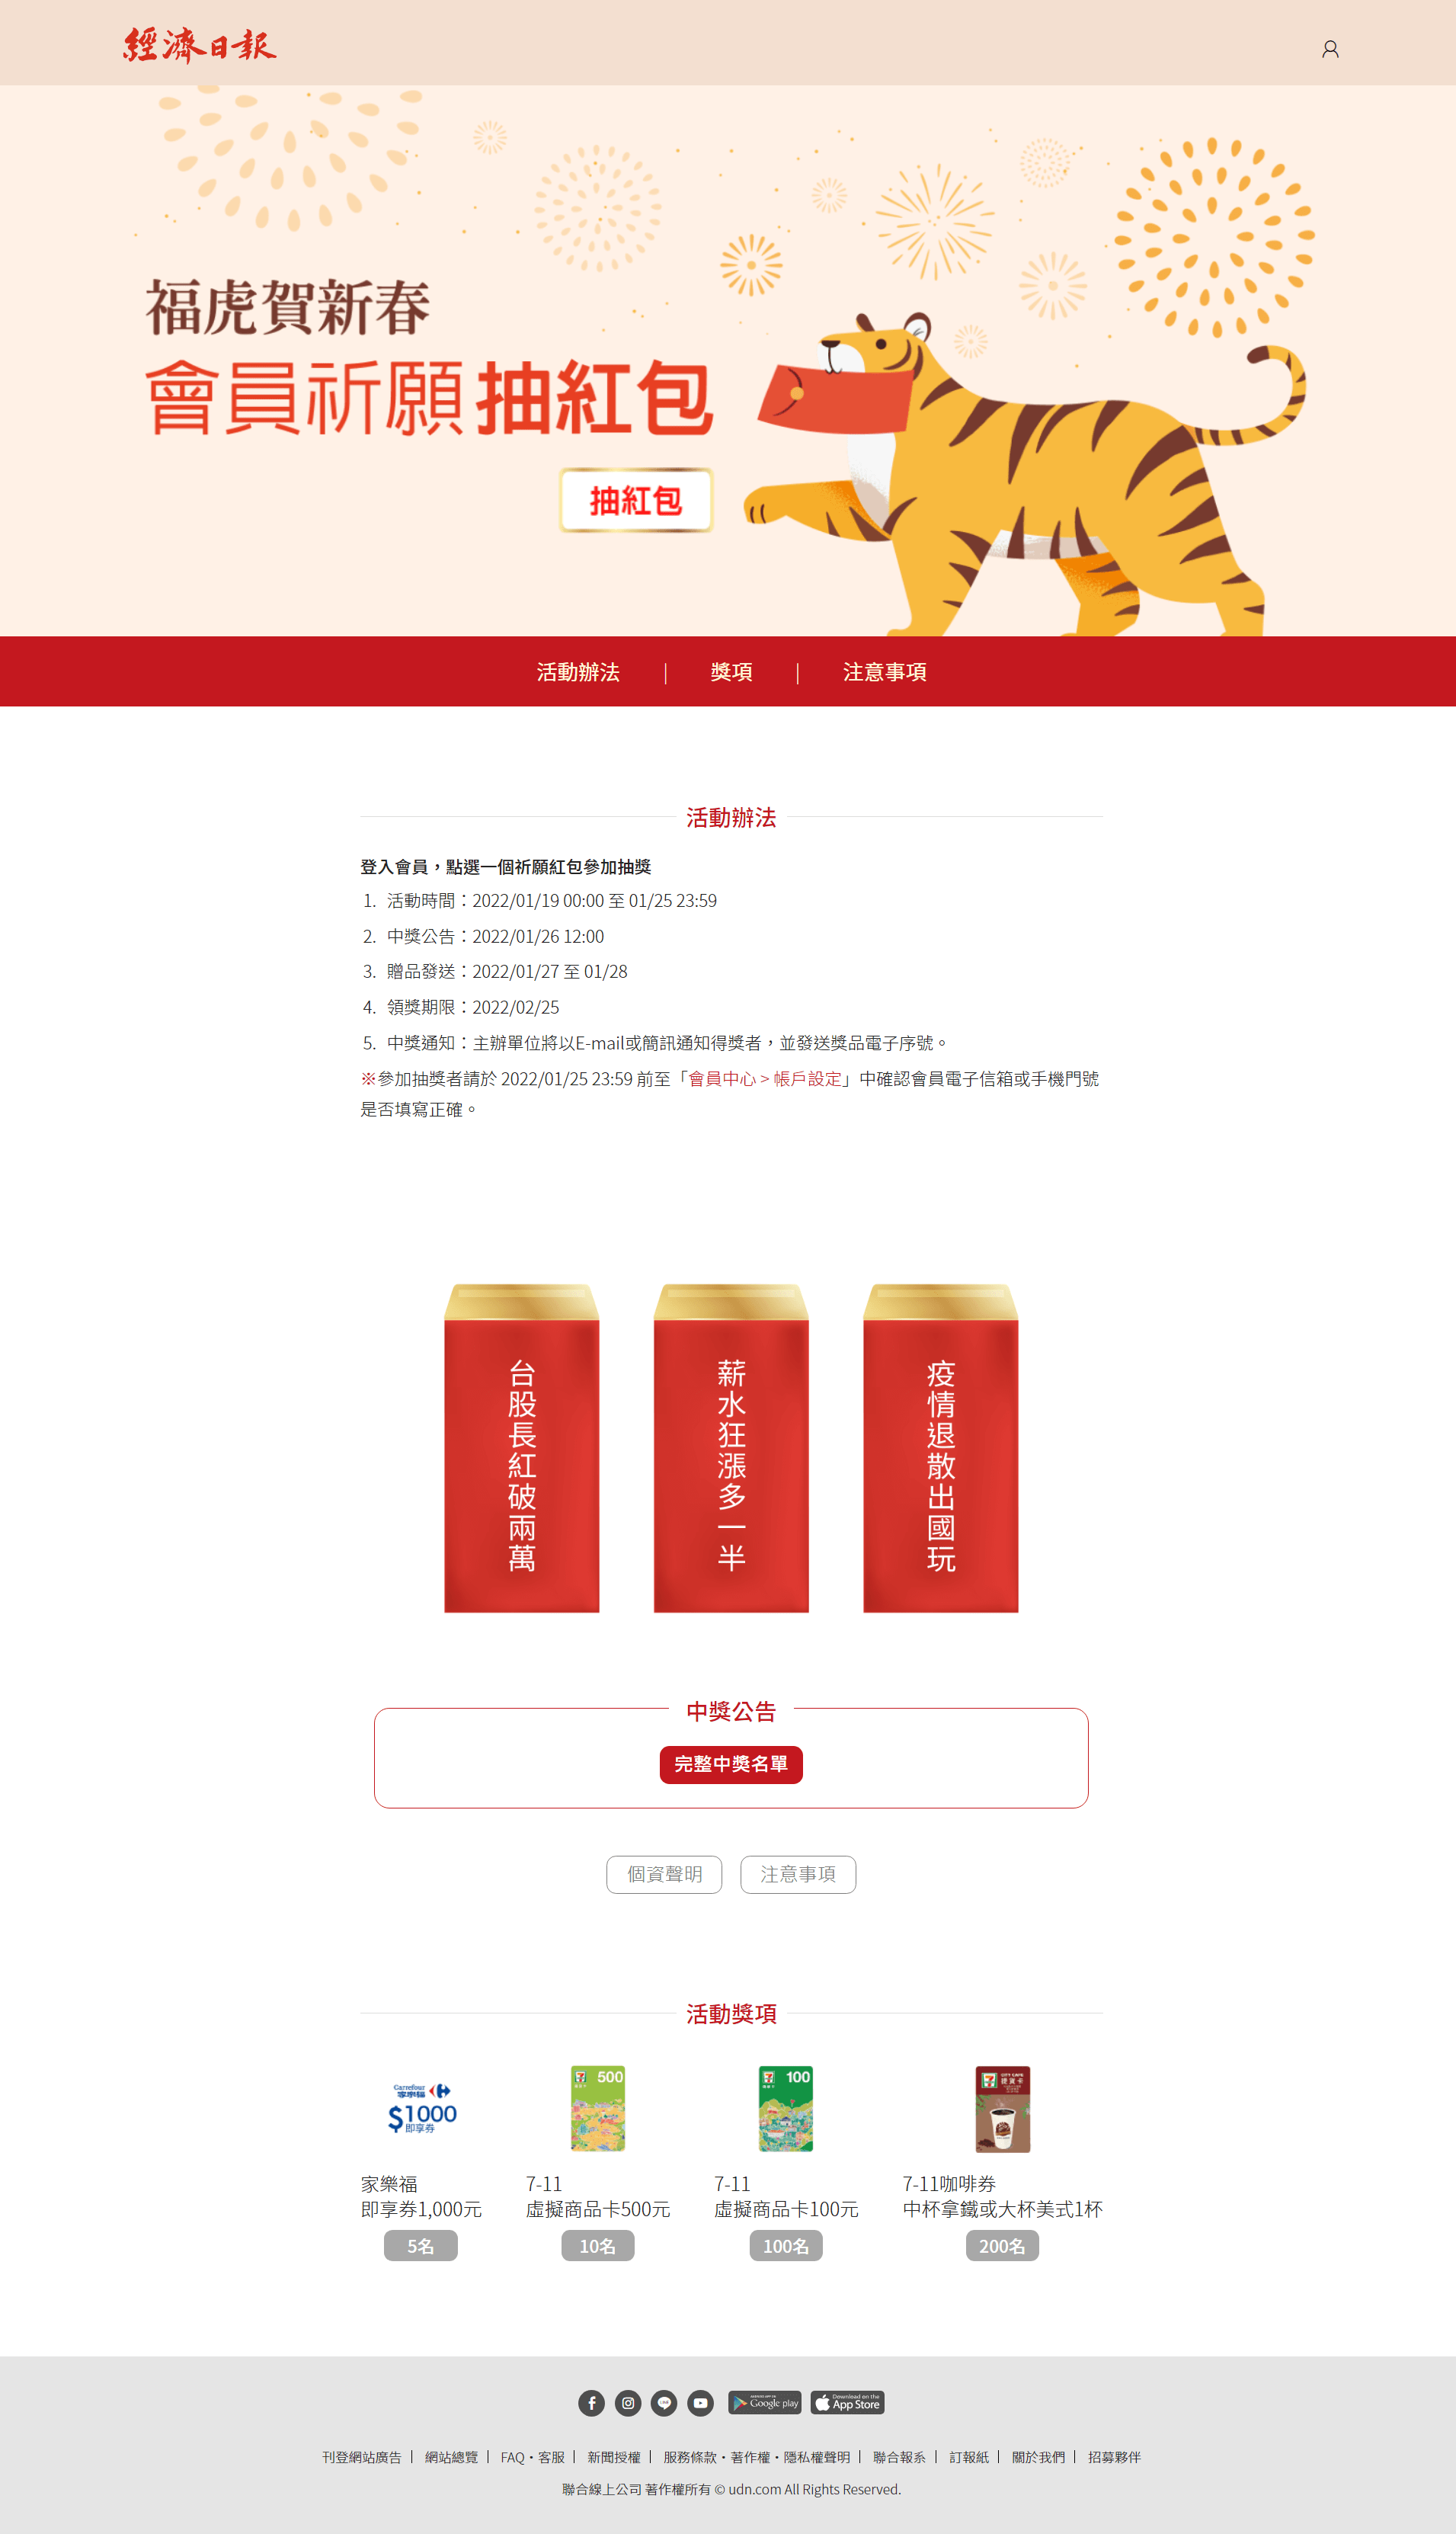 經濟日報
福虎賀新春
會員祈願抽紅包
抽紅包
活動辦法 | 獎項 | 注意事項
活動辦法
登入會員，點選一個祈願紅包參加抽獎
1. 活動時間：2022/01/19 00:00 至 01/25 23:59
2. 中獎公告：2022/01/26 12:00
3. 贈品發送：2022/01/27 至 01/28
4. 領獎期限：2022/02/25
5. 中獎通知：主辦單位將以E-mail或簡訊通知得獎者，並發送獎品電子序號。
※參加抽獎者請於 2022/01/25 23:59 前至「會員中心 > 帳戶設定」中確認會員電子信箱或手機門號
是否填寫正確。
台股長紅破兩萬
薪水狂漲多一半
疫情退散出國玩
中獎公告
完整中獎名單
個資聲明
注意事項
活動獎項
Carrefour
家樂福
$1000
即享券
500
100
CITY CAFE
提貨卡
家樂福
即享券1,000元
5名
7-11
虛擬商品卡500元
10名
7-11
虛擬商品卡100元
100名
7-11咖啡券
中杯拿鐵或大杯美式1杯
200名
Google play
Download on the
App Store
刊登網站廣告 | 網站總覽 | FAQ・客服 | 新聞授權 | 服務條款・著作權・隱私權聲明 | 聯合報系 | 訂報紙 | 關於我們 | 招募夥伴
聯合線上公司 著作權所有 © udn.com All Rights Reserved.